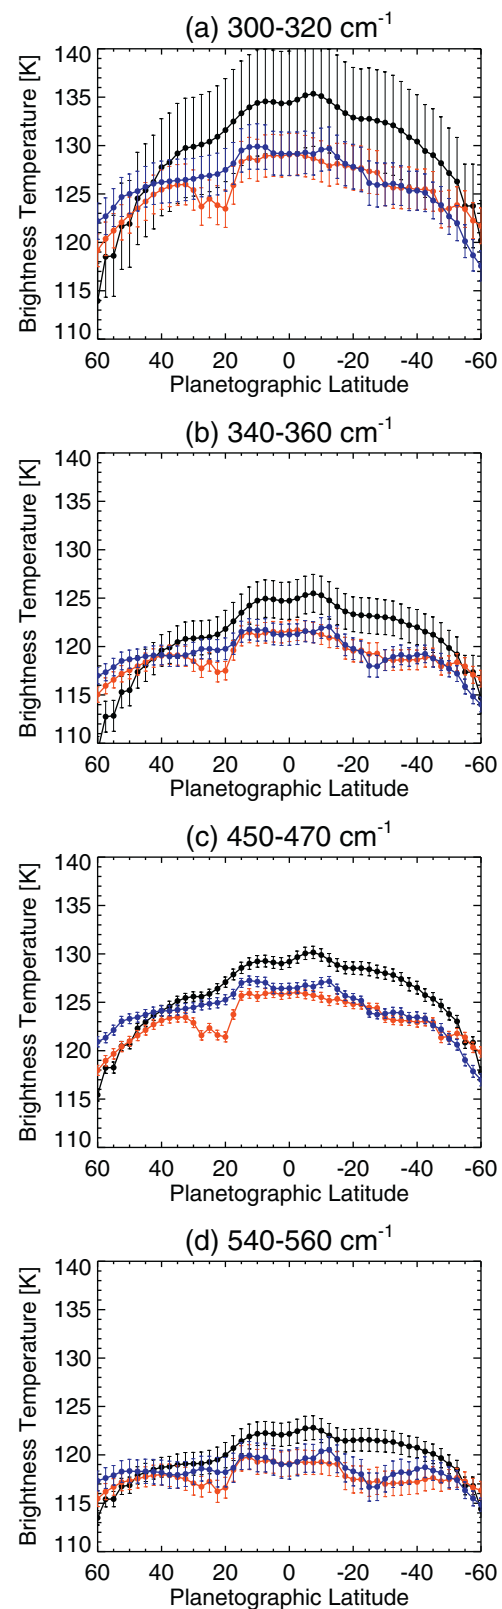 (a) 300-320 cm⁻¹
Brightness Temperature [K]
140
135
130
125
120
115
110
60 40 20 0 -20 -40 -60
Planetographic Latitude
(b) 340-360 cm⁻¹
Brightness Temperature [K]
140
135
130
125
120
115
110
60 40 20 0 -20 -40 -60
Planetographic Latitude
(c) 450-470 cm⁻¹
Brightness Temperature [K]
140
135
130
125
120
115
110
60 40 20 0 -20 -40 -60
Planetographic Latitude
(d) 540-560 cm⁻¹
Brightness Temperature [K]
140
135
130
125
120
115
110
60 40 20 0 -20 -40 -60
Planetographic Latitude